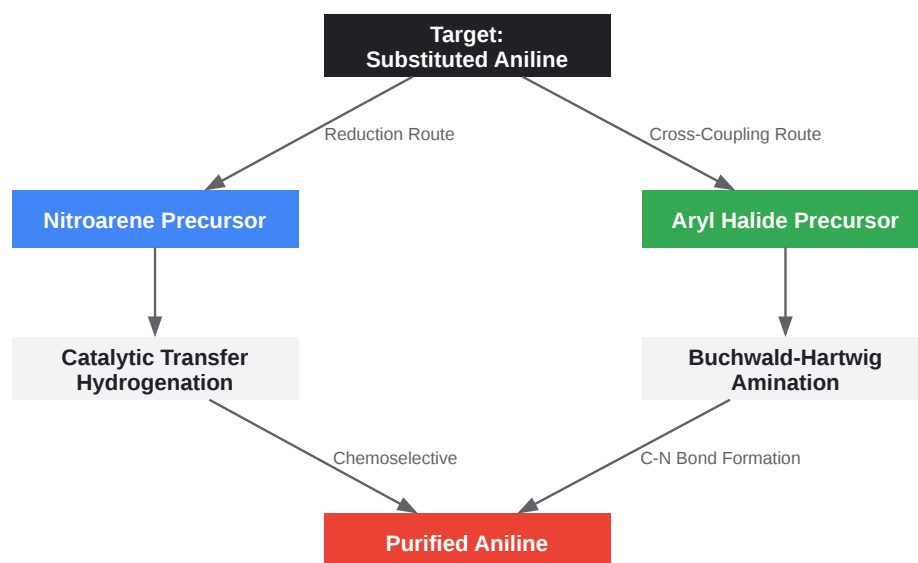 Target:
Substituted Aniline
Reduction Route
Cross-Coupling Route
Nitroarene Precursor
Aryl Halide Precursor
Catalytic Transfer
Hydrogenation
Buchwald-Hartwig
Amination
Chemoselective
C-N Bond Formation
Purified Aniline